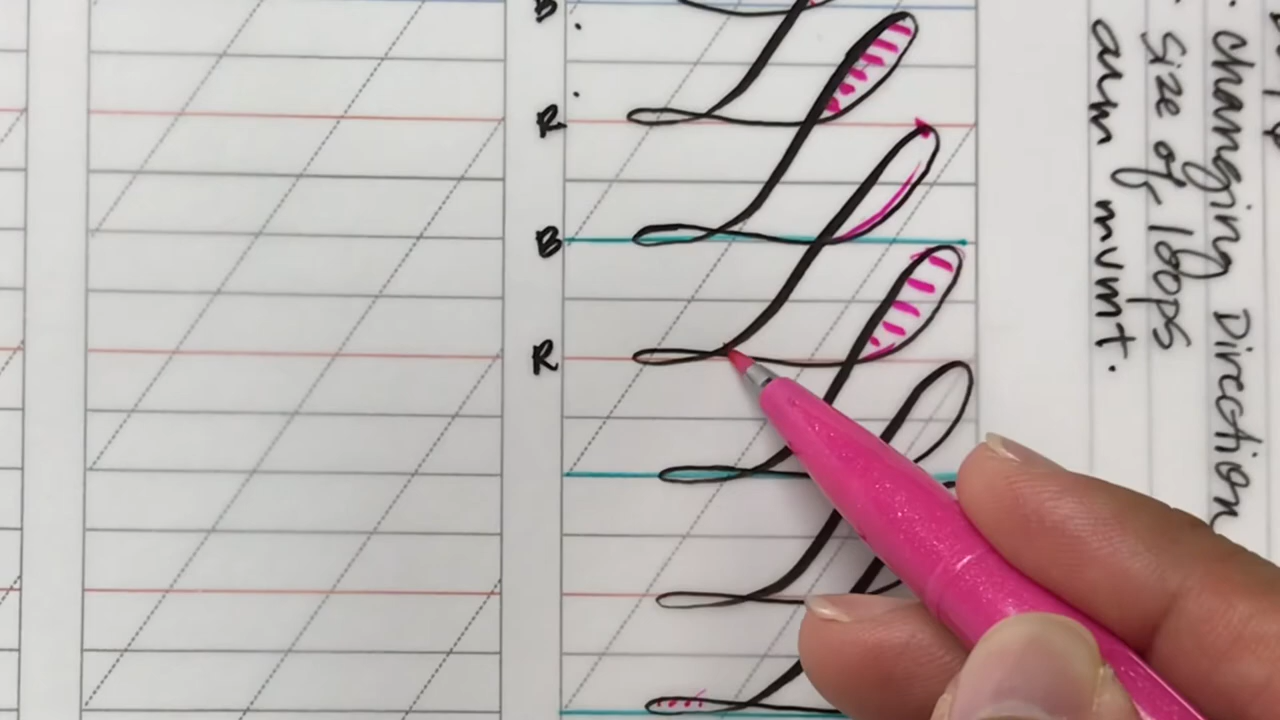 B
R
B
R
· changing Direction
· Size of loops
arm mvmt.